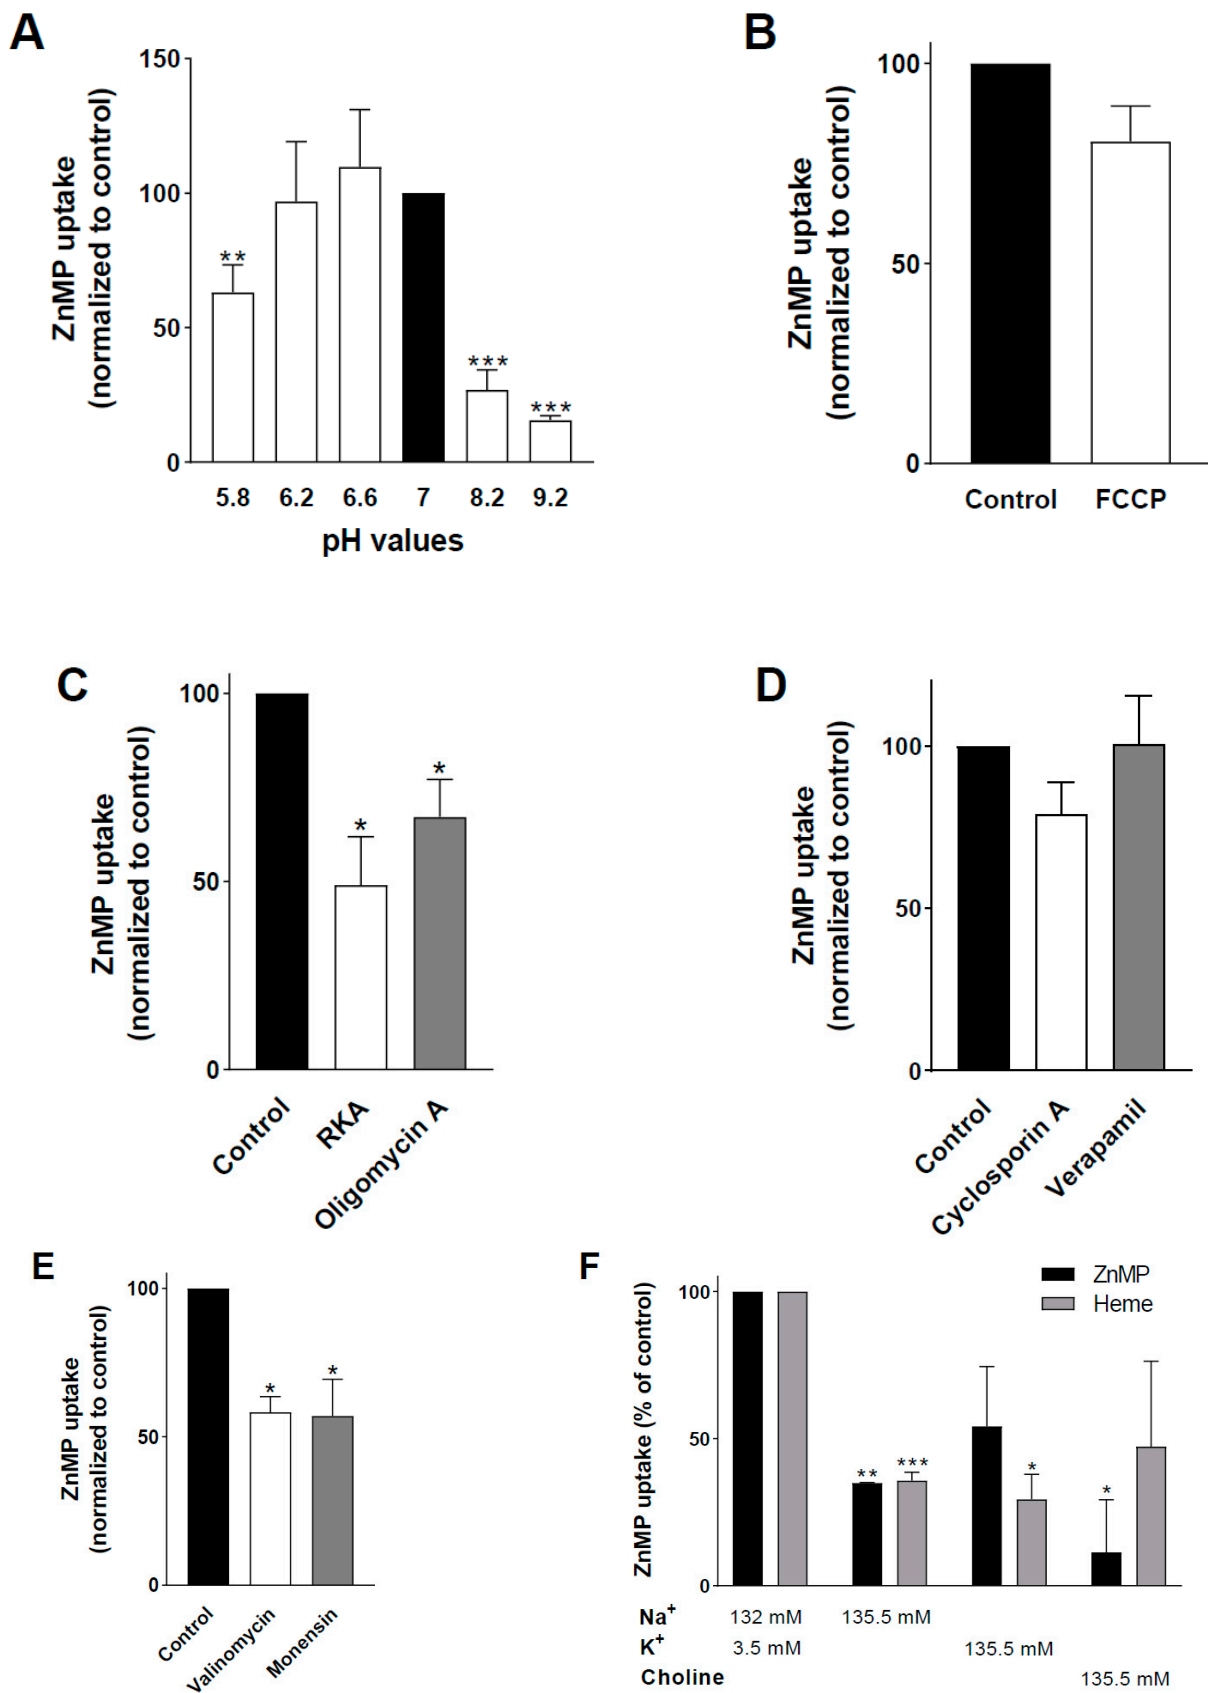 A
ZnMP uptake
(normalized to control)
150
100
50
0
**
***
***
5.8 6.2 6.6 7 8.2 9.2
pH values
B
ZnMP uptake
(normalized to control)
100
50
0
Control FCCP
C
ZnMP uptake
(normalized to control)
100
50
0
*
*
Control
RKA
Oligomycin A
D
ZnMP uptake
(normalized to control)
100
50
0
Control
Cyclosporin A
Verapamil
E
ZnMP uptake
(normalized to control)
100
50
0
*
*
Control
Valinomycin
Monensin
F
ZnMP uptake (% of control)
100
50
0
ZnMP
Heme
**
***
*
*
Na+ 132 mM 135.5 mM
K+ 3.5 mM 135.5 mM
Choline 135.5 mM